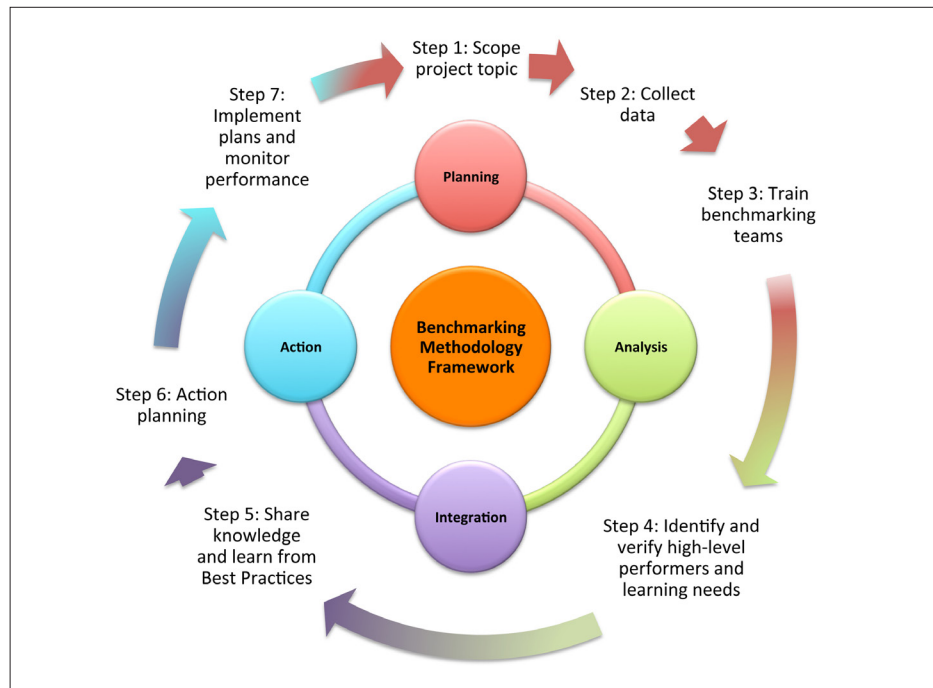 Step 1: Scope
project topic
Step 2: Collect
data
Step 3: Train
benchmarking
teams
Step 4: Identify and
verify high-level
performers and
learning needs
Step 5: Share
knowledge
and learn from
Best Practices
Step 6: Action
planning
Step 7:
Implement
plans and
monitor
performance
Planning
Analysis
Integration
Action
Benchmarking
Methodology
Framework